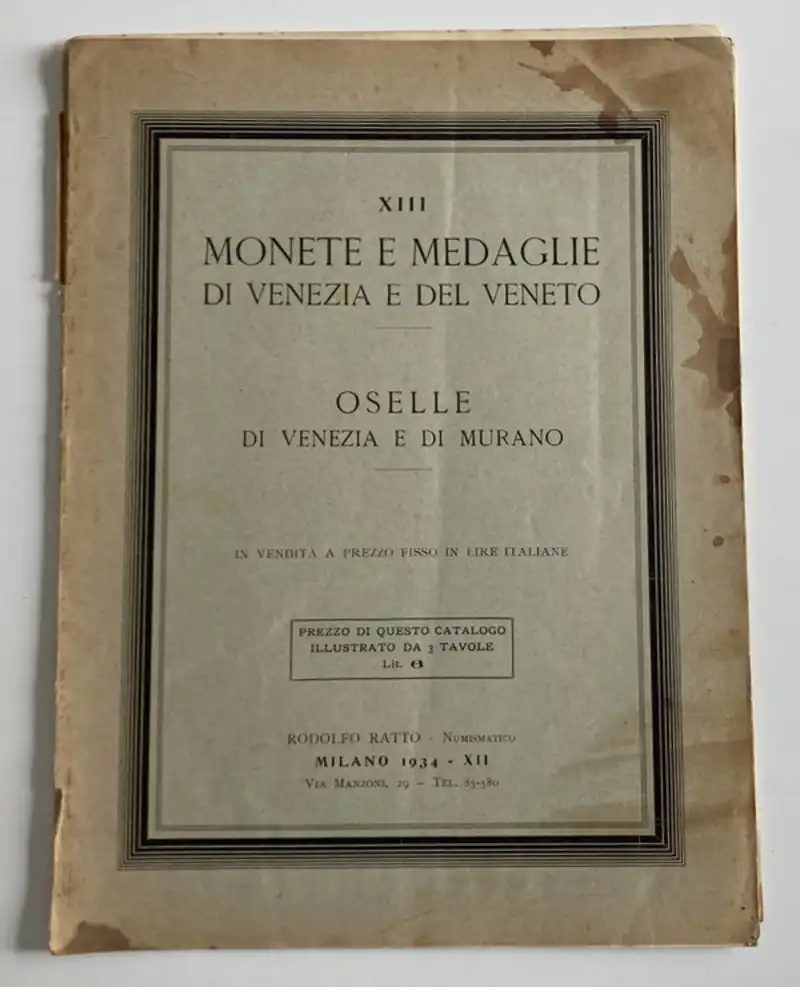 XIII
MONETE E MEDAGLIE
DI VENEZIA E DEL VENETO
OSELLE
DI VENEZIA E DI MURANO
IN VENDITA A PREZZO FISSO IN LIRE ITALIANE
PREZZO DI QUESTO CATALOGO
ILLUSTRATO DA 3 TAVOLE
Lit.
RODOLFO RATTO - NUMISMATICO
MILANO 1934 - XII
VIA MANZONI, 29 - TEL. 85-580